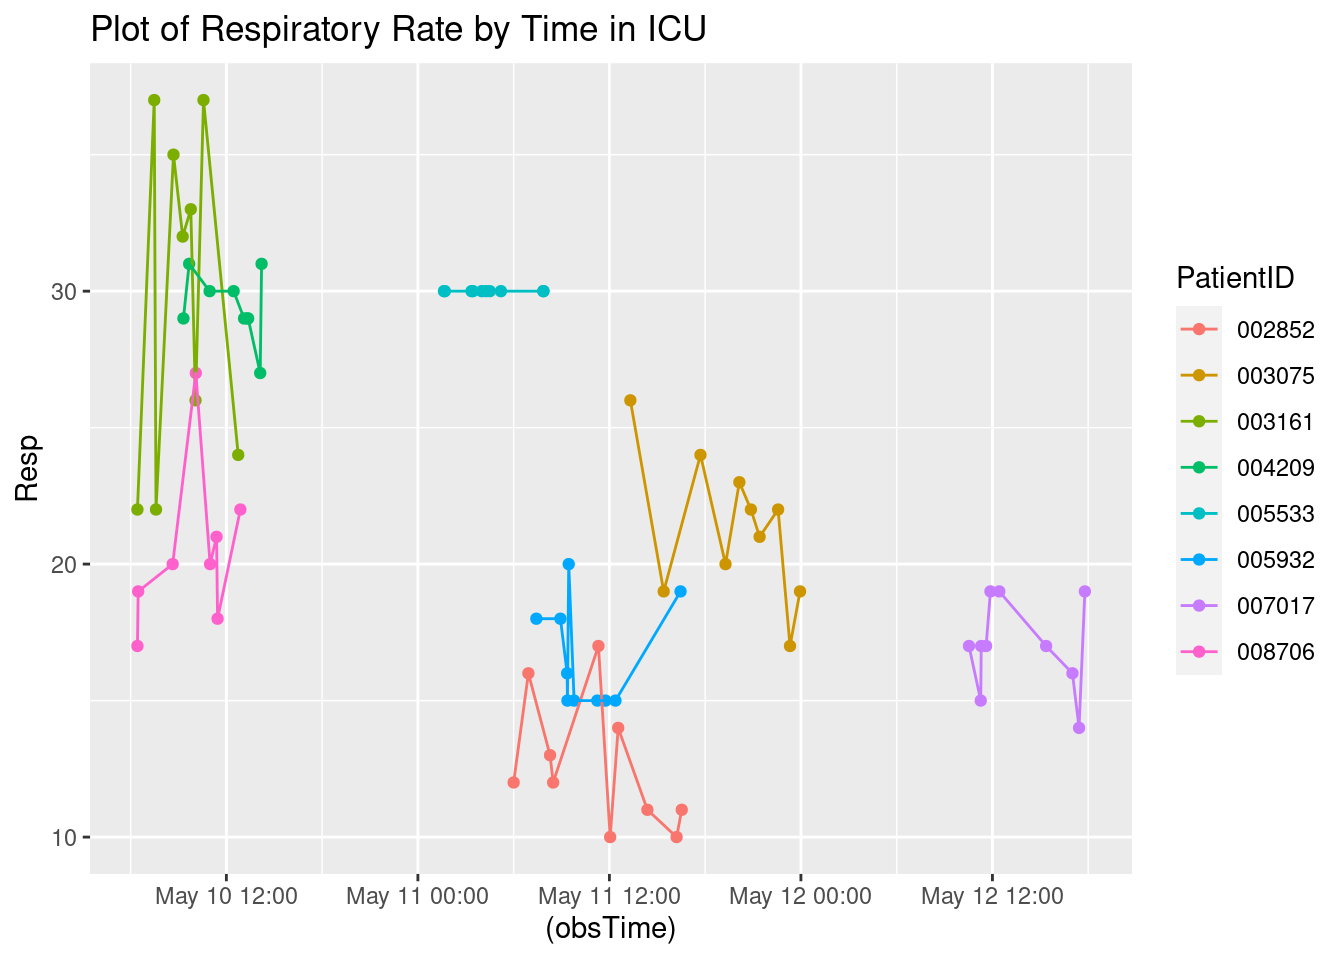 Plot of Respiratory Rate by Time in ICU
30
20
10
Resp
May 10 12:00
May 11 00:00
May 11 12:00
May 12 00:00
May 12 12:00
(obsTime)
PatientID
002852
003075
003161
004209
005533
005932
007017
008706